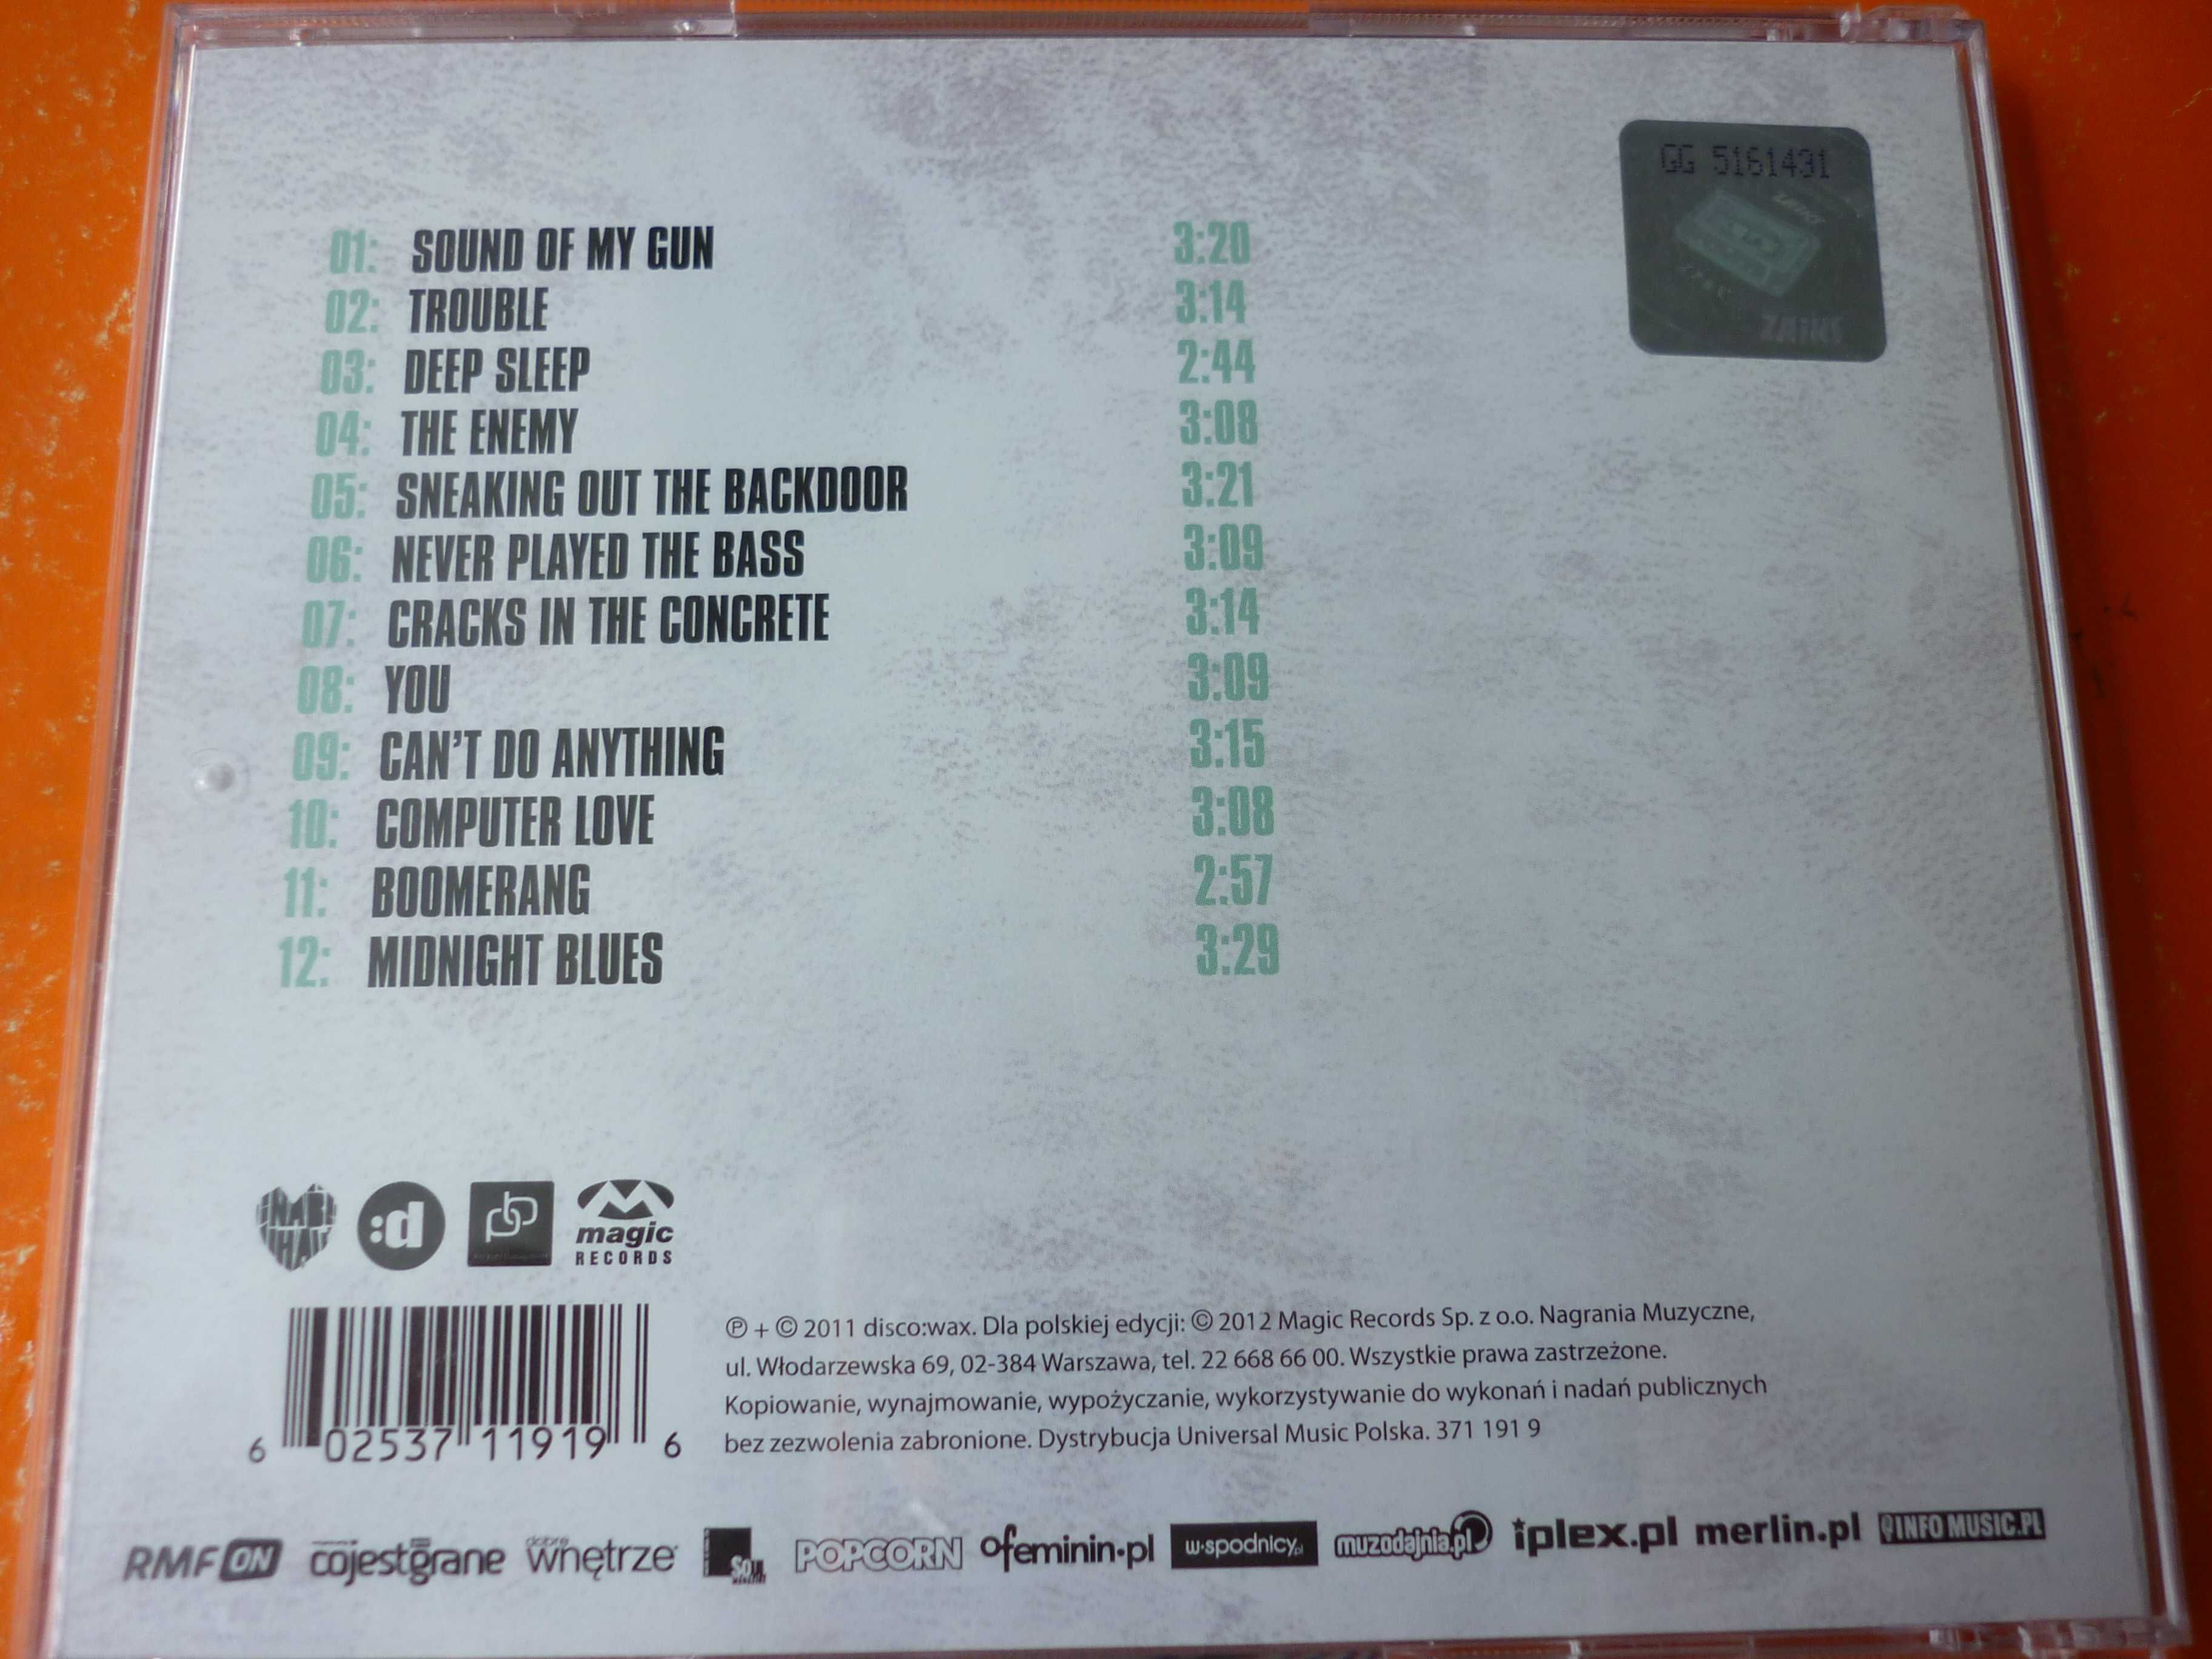 GG 5161491
ZAIKS
01: SOUND OF MY GUN 3:20
02: TROUBLE 3:14
03: DEEP SLEEP 2:44
04: THE ENEMY 3:08
05: SNEAKING OUT THE BACKDOOR 3:21
06: NEVER PLAYED THE BASS 3:09
07: CRACKS IN THE CONCRETE 3:14
08: YOU 3:09
09: CAN'T DO ANYTHING 3:15
10: COMPUTER LOVE 3:08
11: BOOMERANG 2:57
12: MIDNIGHT BLUES 3:29
:d
magic
RECORDS
℗ + © 2011 disco:wax. Dla polskiej edycji: © 2012 Magic Records Sp. z o.o. Nagrania Muzyczne,
ul. Włodarzewska 69, 02-384 Warszawa, tel. 22 668 66 00. Wszystkie prawa zastrzeżone.
Kopiowanie, wynajmowanie, wypożyczanie, wykorzystywanie do wykonań i nadań publicznych
bez zezwolenia zabronione. Dystrybucja Universal Music Polska. 371 191 9
6 02537 11919 6
RMF ON cojestgrane dobre wnętrze Soul POPCORN ofeminin.pl w-spodnicy.pl muzodajnia.pl iplex.pl merlin.pl INFOMUSIC.PL